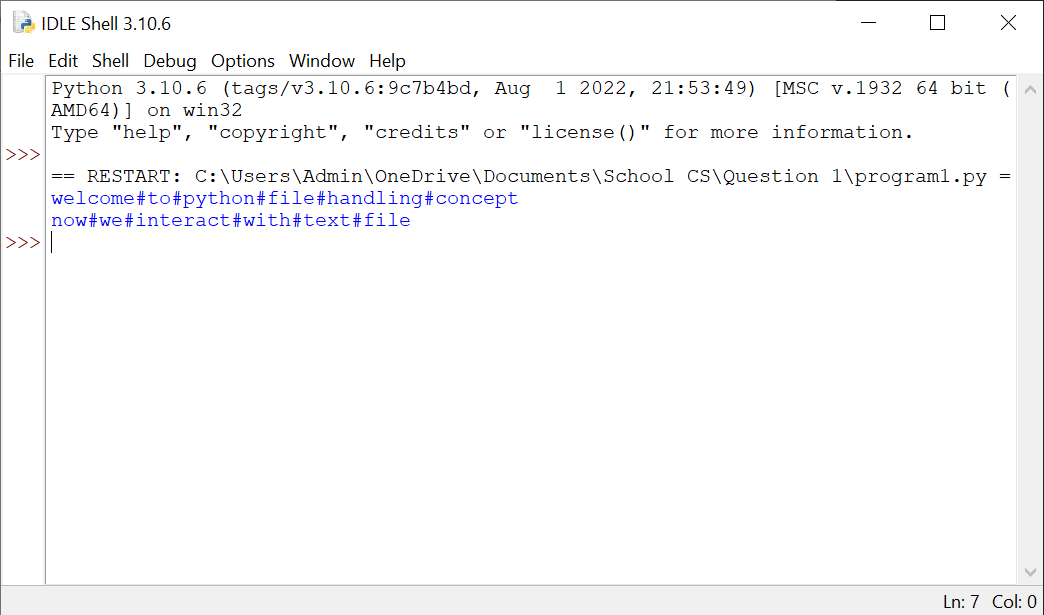 IDLE Shell 3.10.6
File Edit Shell Debug Options Window Help
Python 3.10.6 (tags/v3.10.6:9c7b4bd, Aug  1 2022, 21:53:49) [MSC v.1932 64 bit (
AMD64)] on win32
Type "help", "copyright", "credits" or "license()" for more information.
>>>
== RESTART: C:\Users\Admin\OneDrive\Documents\School CS\Question 1\program1.py =
welcome#to#python#file#handling#concept
now#we#interact#with#text#file
>>>
Ln: 7 Col: 0